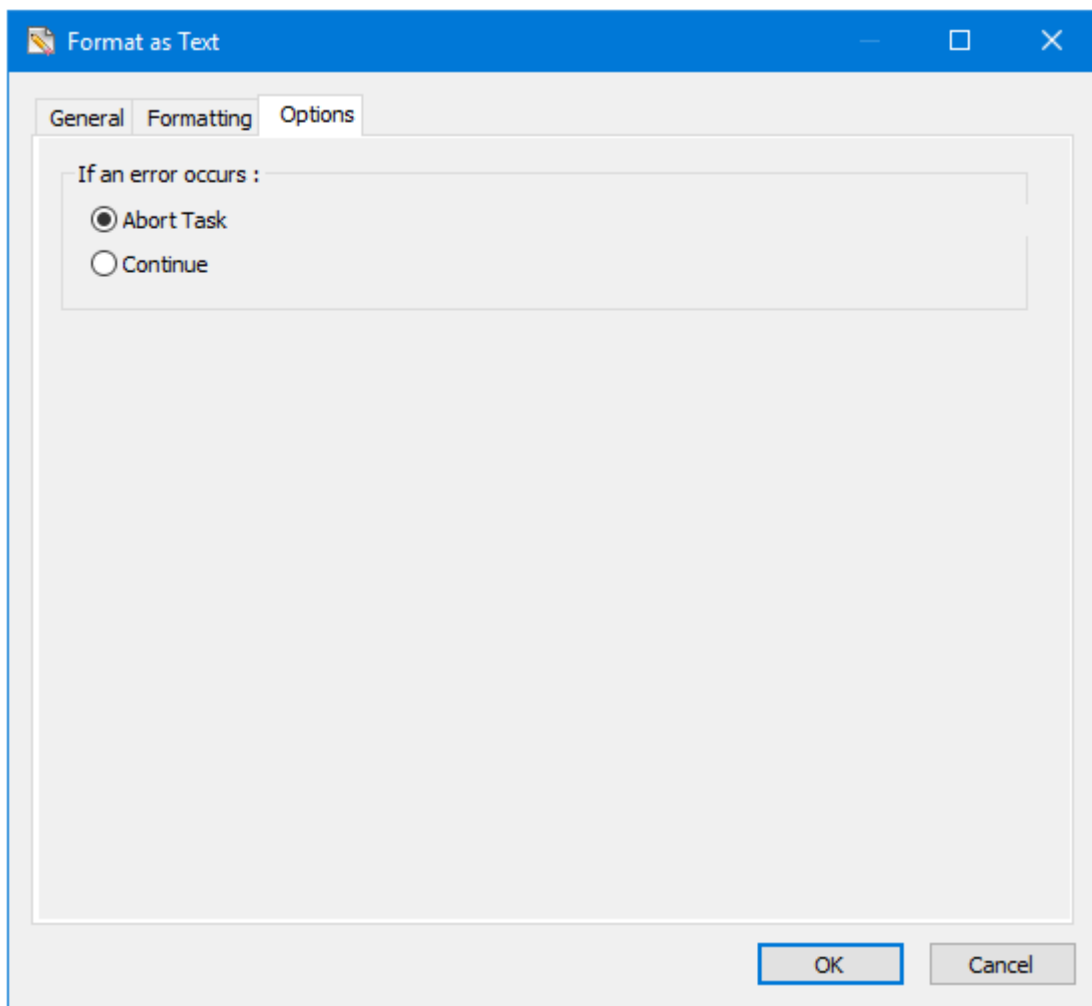 Format as Text
General Formatting Options
If an error occurs :
Abort Task
Continue
OK Cancel